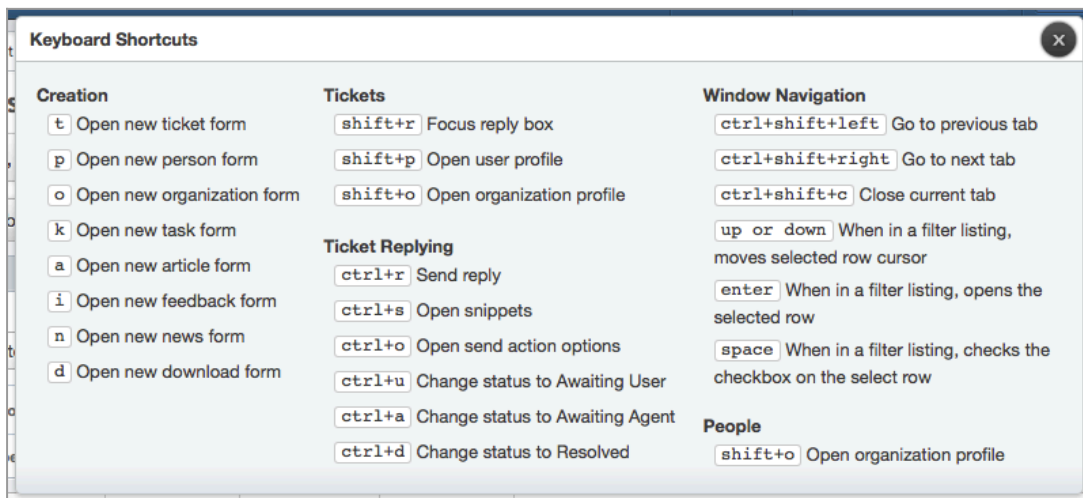 Keyboard Shortcuts
x
Creation
t Open new ticket form
p Open new person form
o Open new organization form
k Open new task form
a Open new article form
i Open new feedback form
n Open new news form
d Open new download form
Tickets
shift+r Focus reply box
shift+p Open user profile
shift+o Open organization profile
Ticket Replying
ctrl+r Send reply
ctrl+s Open snippets
ctrl+o Open send action options
ctrl+u Change status to Awaiting User
ctrl+a Change status to Awaiting Agent
ctrl+d Change status to Resolved
Window Navigation
ctrl+shift+left Go to previous tab
ctrl+shift+right Go to next tab
ctrl+shift+c Close current tab
up or down When in a filter listing,
moves selected row cursor
enter When in a filter listing, opens the
selected row
space When in a filter listing, checks the
checkbox on the select row
People
shift+o Open organization profile